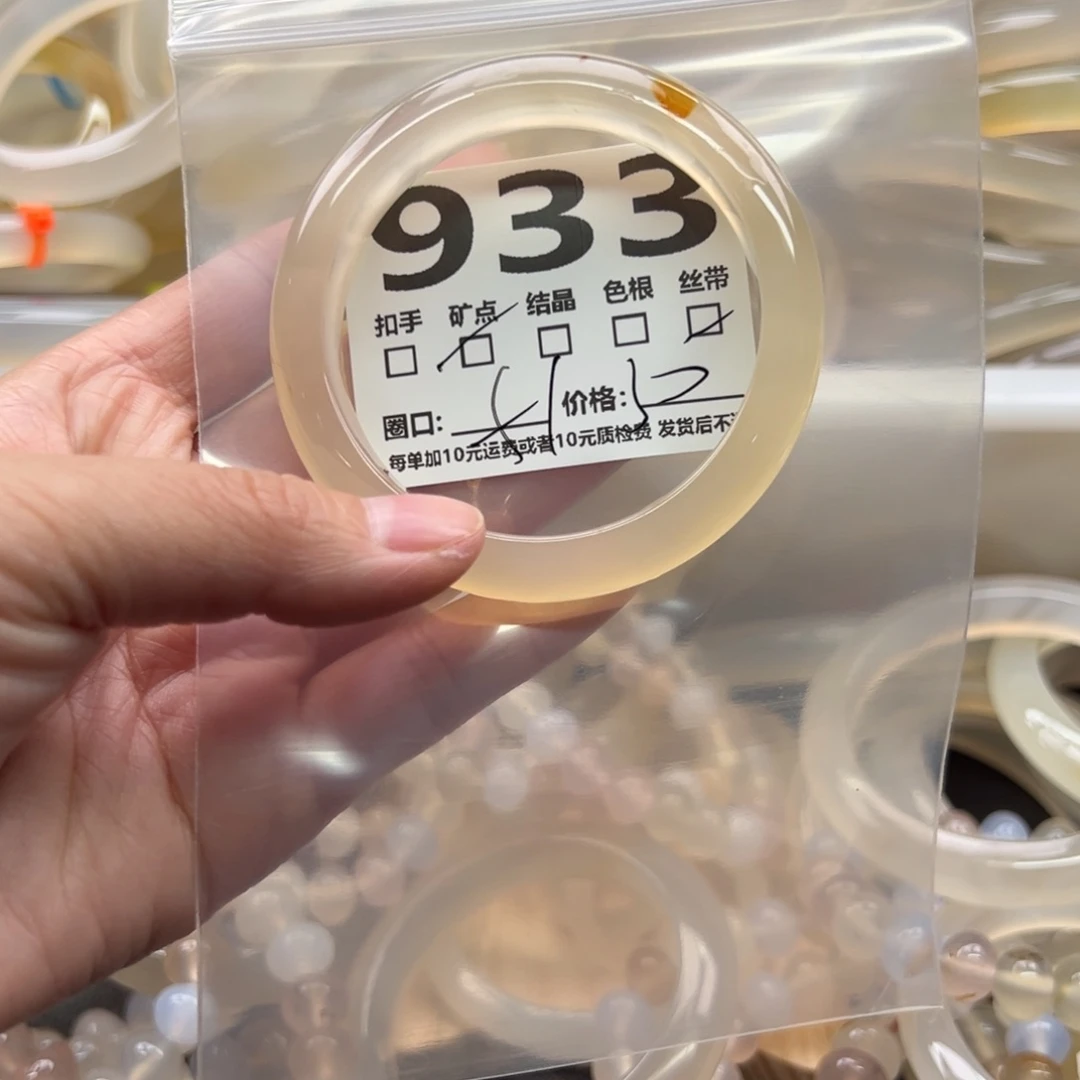 933
扣手 矿点 结晶 色根 丝带
圈口: 价格:
每单加10元运费或者10元质检费 发货后不